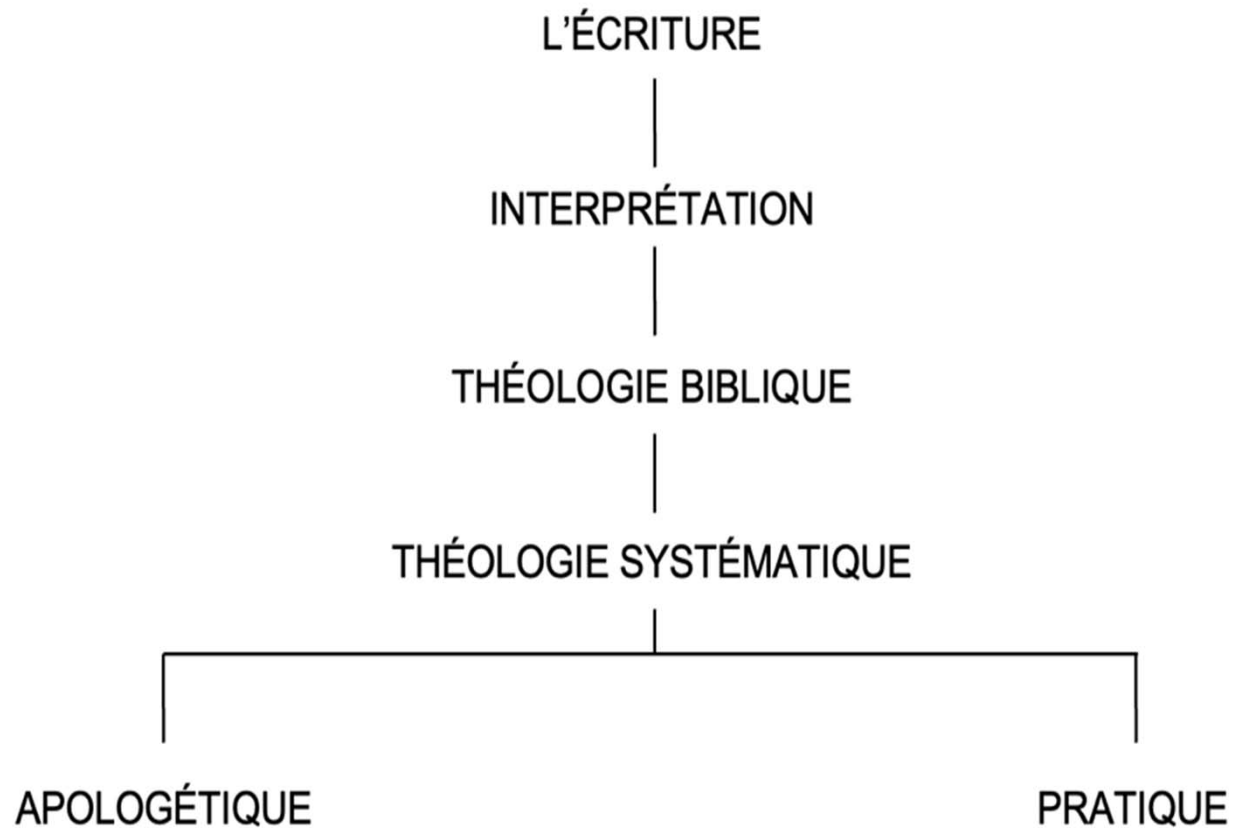 L’ÉCRITURE
INTERPRÉTATION
THÉOLOGIE BIBLIQUE
THÉOLOGIE SYSTÉMATIQUE
APOLOGÉTIQUE
PRATIQUE